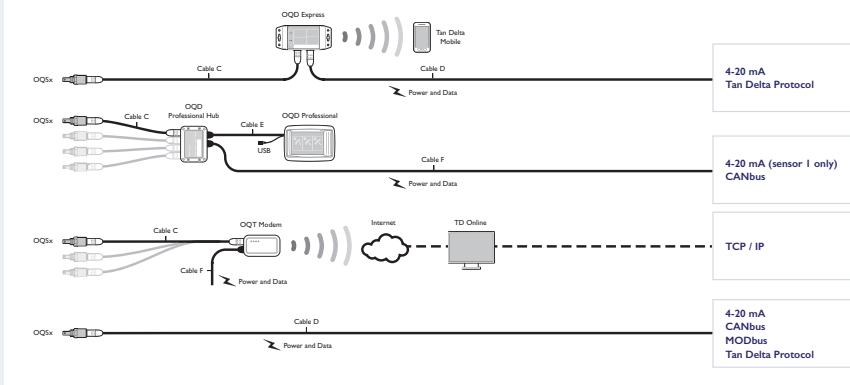 OQD Express
Tan Delta
Mobile
OQSx
Cable C
Cable D
Power and Data
4-20 mA
Tan Delta Protocol
OQSx
Cable C
OQD
Professional Hub
Cable E
USB
OQD Professional
Cable F
Power and Data
4-20 mA (sensor 1 only)
CANbus
OQSx
Cable C
OQT Modem
Cable F
Power and Data
Internet
TD Online
TCP / IP
OQSx
Cable D
Power and Data
4-20 mA
CANbus
MODbus
Tan Delta Protocol